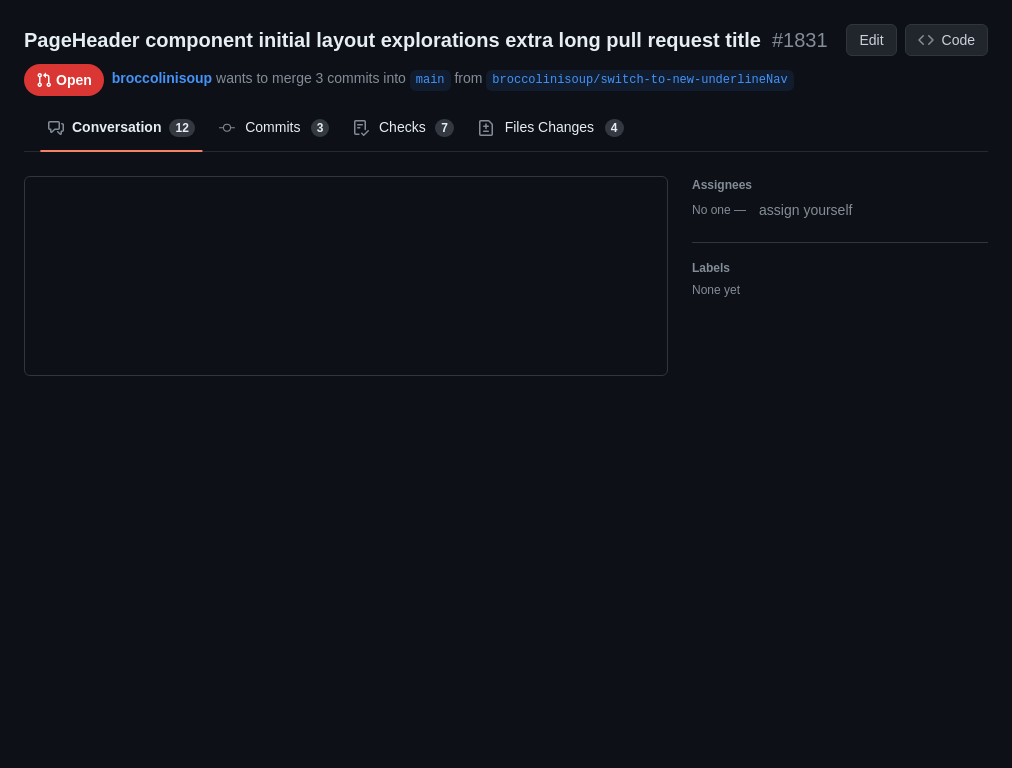 PageHeader component initial layout explorations extra long pull request title #1831 Edit Code
Open broccolinisoup wants to merge 3 commits into main from broccolinisoup/switch-to-new-underlineNav
Conversation 12 Commits 3 Checks 7 Files Changes 4
Assignees
No one — assign yourself
Labels
None yet